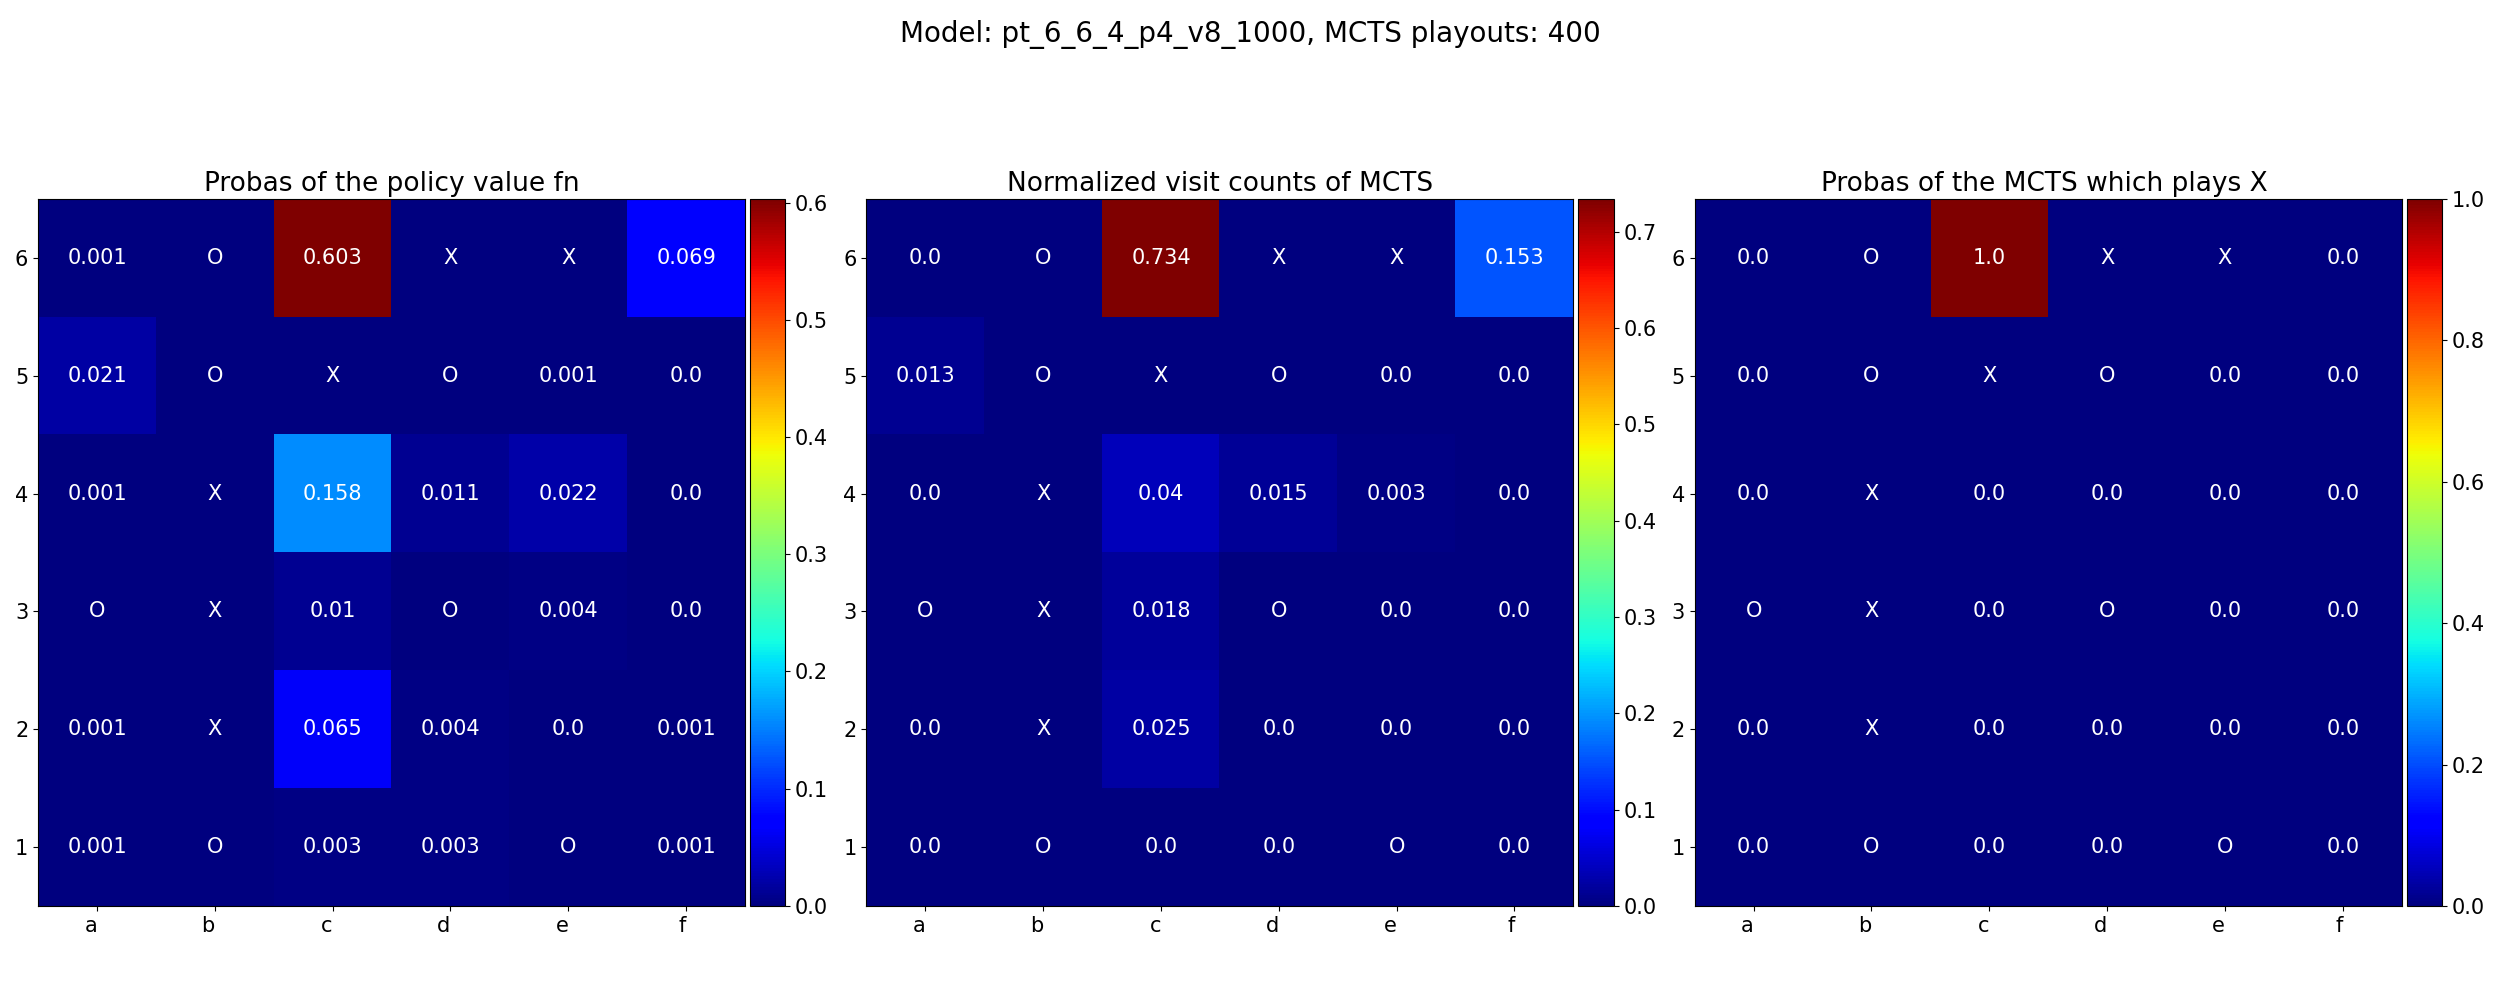 Model: pt_6_6_4_p4_v8_1000, MCTS playouts: 400
Probas of the policy value fn
6 0.001 O 0.603 X X 0.069
5 0.021 O X O 0.001 0.0
4 0.001 X 0.158 0.011 0.022 0.0
3 O X 0.01 O 0.004 0.0
2 0.001 X 0.065 0.004 0.0 0.001
1 0.001 O 0.003 0.003 O 0.001
a b c d e f
0.6
0.5
0.4
0.3
0.2
0.1
0.0
Normalized visit counts of MCTS
6 0.0 O 0.734 X X 0.153
5 0.013 O X O 0.0 0.0
4 0.0 X 0.04 0.015 0.003 0.0
3 O X 0.018 O 0.0 0.0
2 0.0 X 0.025 0.0 0.0 0.0
1 0.0 O 0.0 0.0 O 0.0
a b c d e f
0.7
0.6
0.5
0.4
0.3
0.2
0.1
0.0
Probas of the MCTS which plays X
6 0.0 O 1.0 X X 0.0
5 0.0 O X O 0.0 0.0
4 0.0 X 0.0 0.0 0.0 0.0
3 O X 0.0 O 0.0 0.0
2 0.0 X 0.0 0.0 0.0 0.0
1 0.0 O 0.0 0.0 O 0.0
a b c d e f
1.0
0.8
0.6
0.4
0.2
0.0